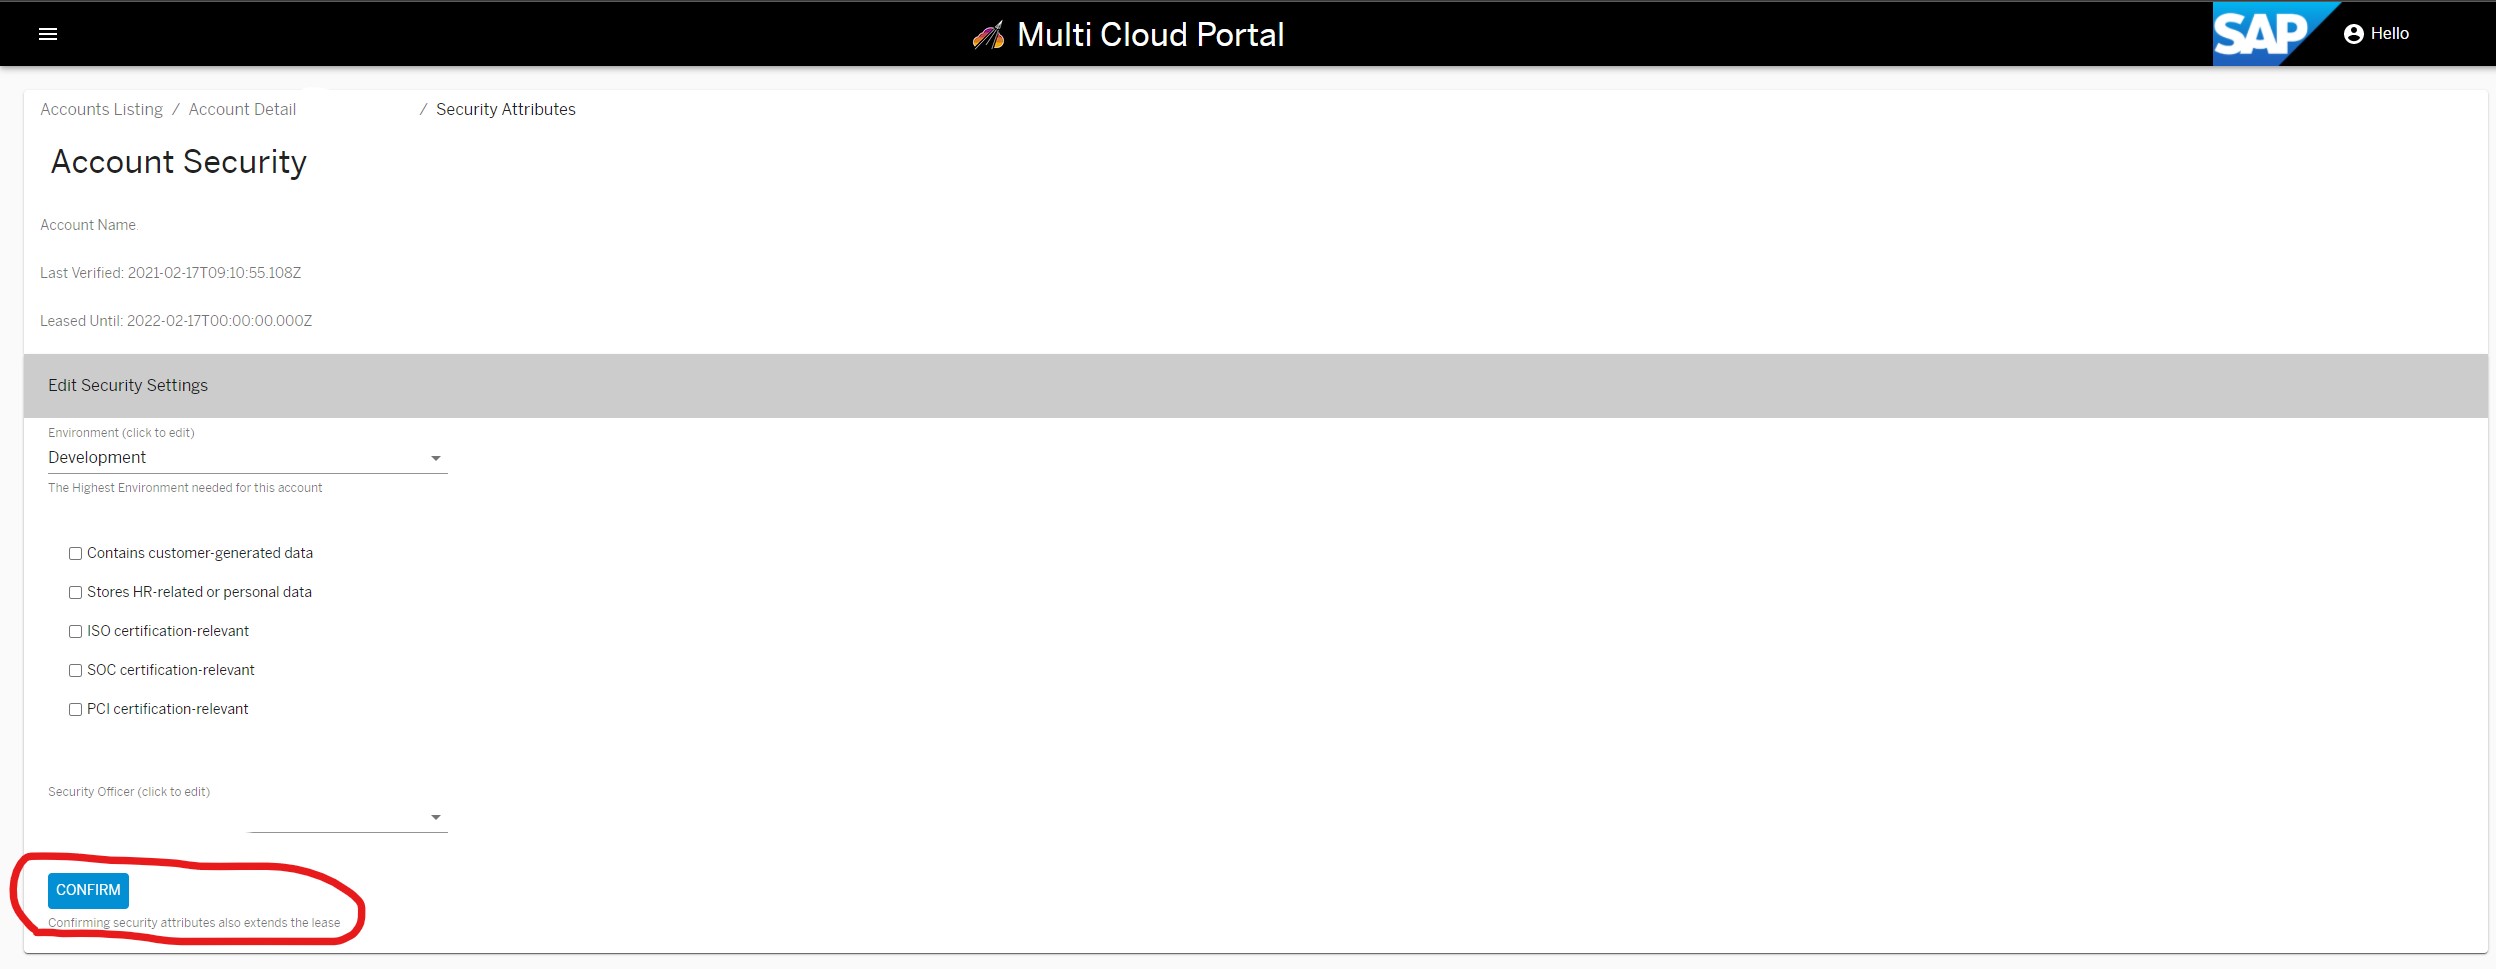 Multi Cloud Portal
SAP
Hello
Accounts Listing / Account Detail / Security Attributes
Account Security
Account Name
Last Verified: 2021-02-17T09:10:55.108Z
Leased Until: 2022-02-17T00:00:00.000Z
Edit Security Settings
Environment (click to edit)
Development
The Highest Environment needed for this account
Contains customer-generated data
Stores HR-related or personal data
ISO certification-relevant
SOC certification-relevant
PCI certification-relevant
Security Officer (click to edit)
CONFIRM
Confirming security attributes also extends the lease